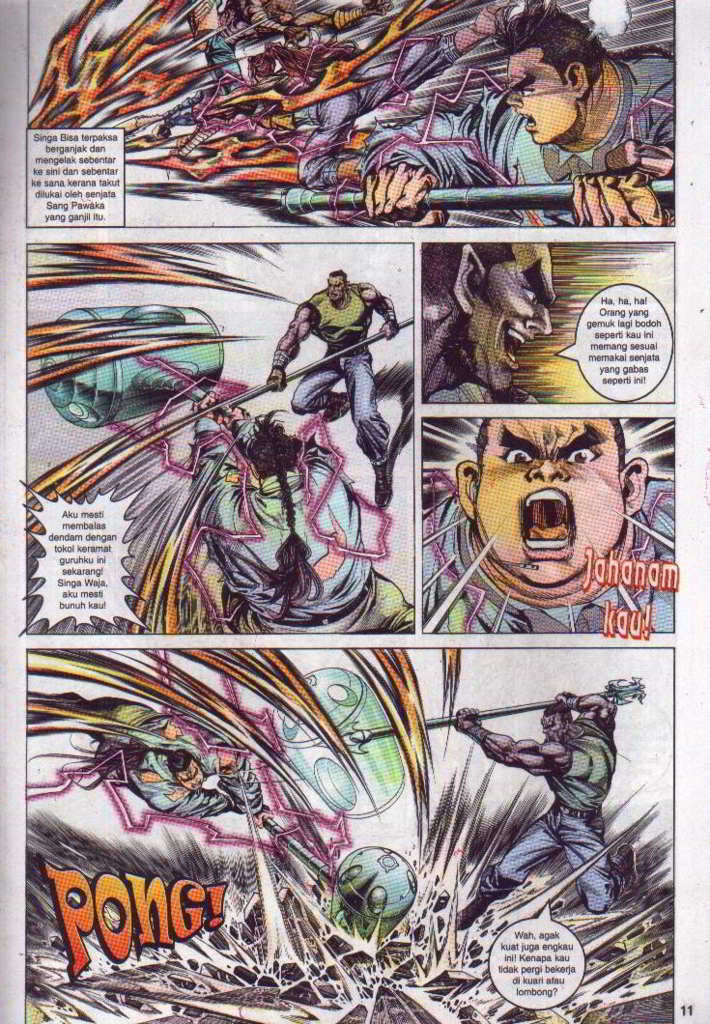 Singa Bisa terpaksa
berganjak dan
mengelak sebentar
ke sini dan sebentar
ke sana kerana takut
dilukai oleh senjata
Sang Pawaka
yang ganjil itu.
Ha, ha, ha!
Orang yang
gemuk lagi bodoh
seperti kau ini
memang sesuai
memakai senjata
yang gabas
seperti ini!
Aku mesti
membalas
dendam dengan
tokol keramat
guruhku ini
sekarang!
Singa Waja,
aku mesti
bunuh kau!
Jahanam
kau!
PONG!
Wah, agak
kuat juga engkau
ini! Kenapa kau
tidak pergi bekerja
di kuari afau
lombong?
11